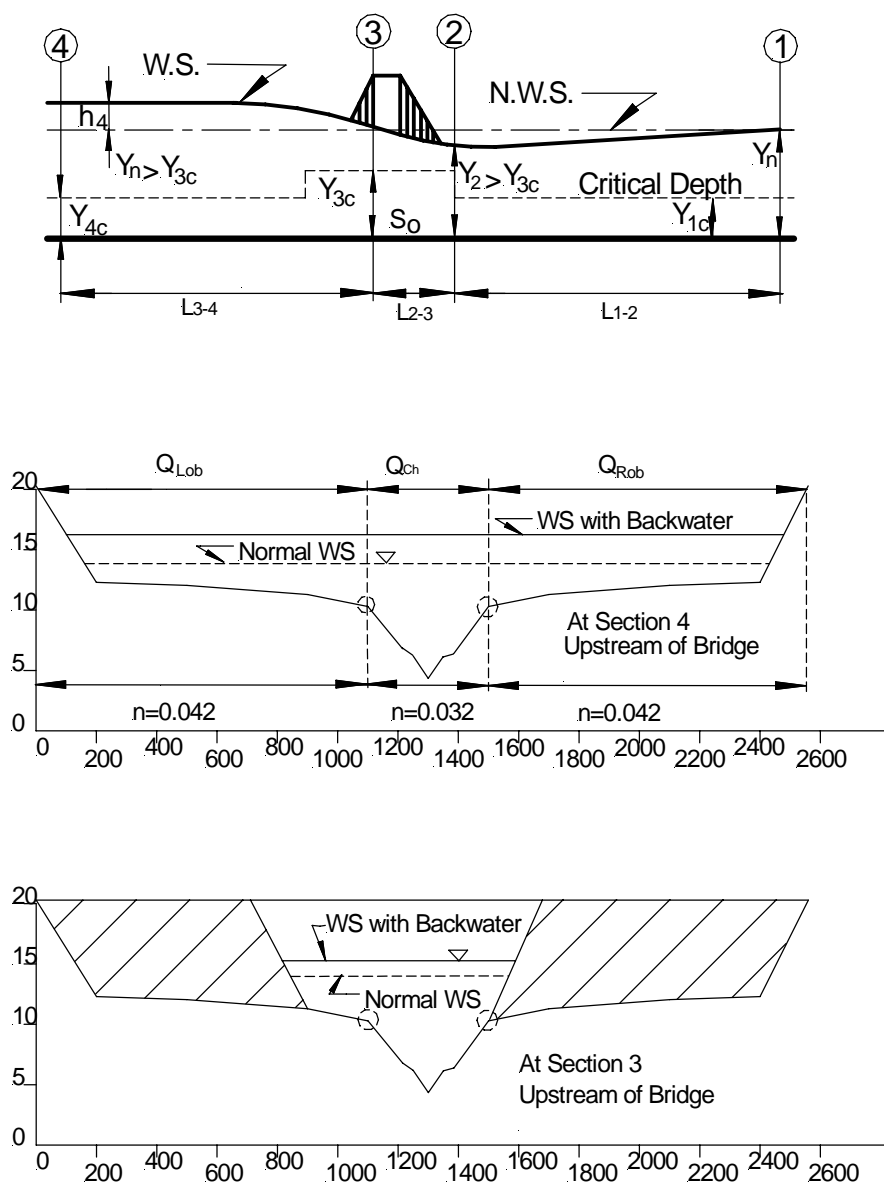 4 3 2 1
W.S.
N.W.S.
h4
Yn>Y3c
Y3c
Y2>Y3c
Yn
Critical Depth
Y4c
So
Y1c
L3-4 L2-3 L1-2
QLob QCh QRob
20
WS with Backwater
15
Normal WS
10
At Section 4
Upstream of Bridge
5
n=0.042 n=0.032 n=0.042
0
0 200 400 600 800 1000 1200 1400 1600 1800 2000 2200 2400 2600
20
WS with Backwater
15
Normal WS
10
At Section 3
Upstream of Bridge
5
0
0 200 400 600 800 1000 1200 1400 1600 1800 2000 2200 2400 2600